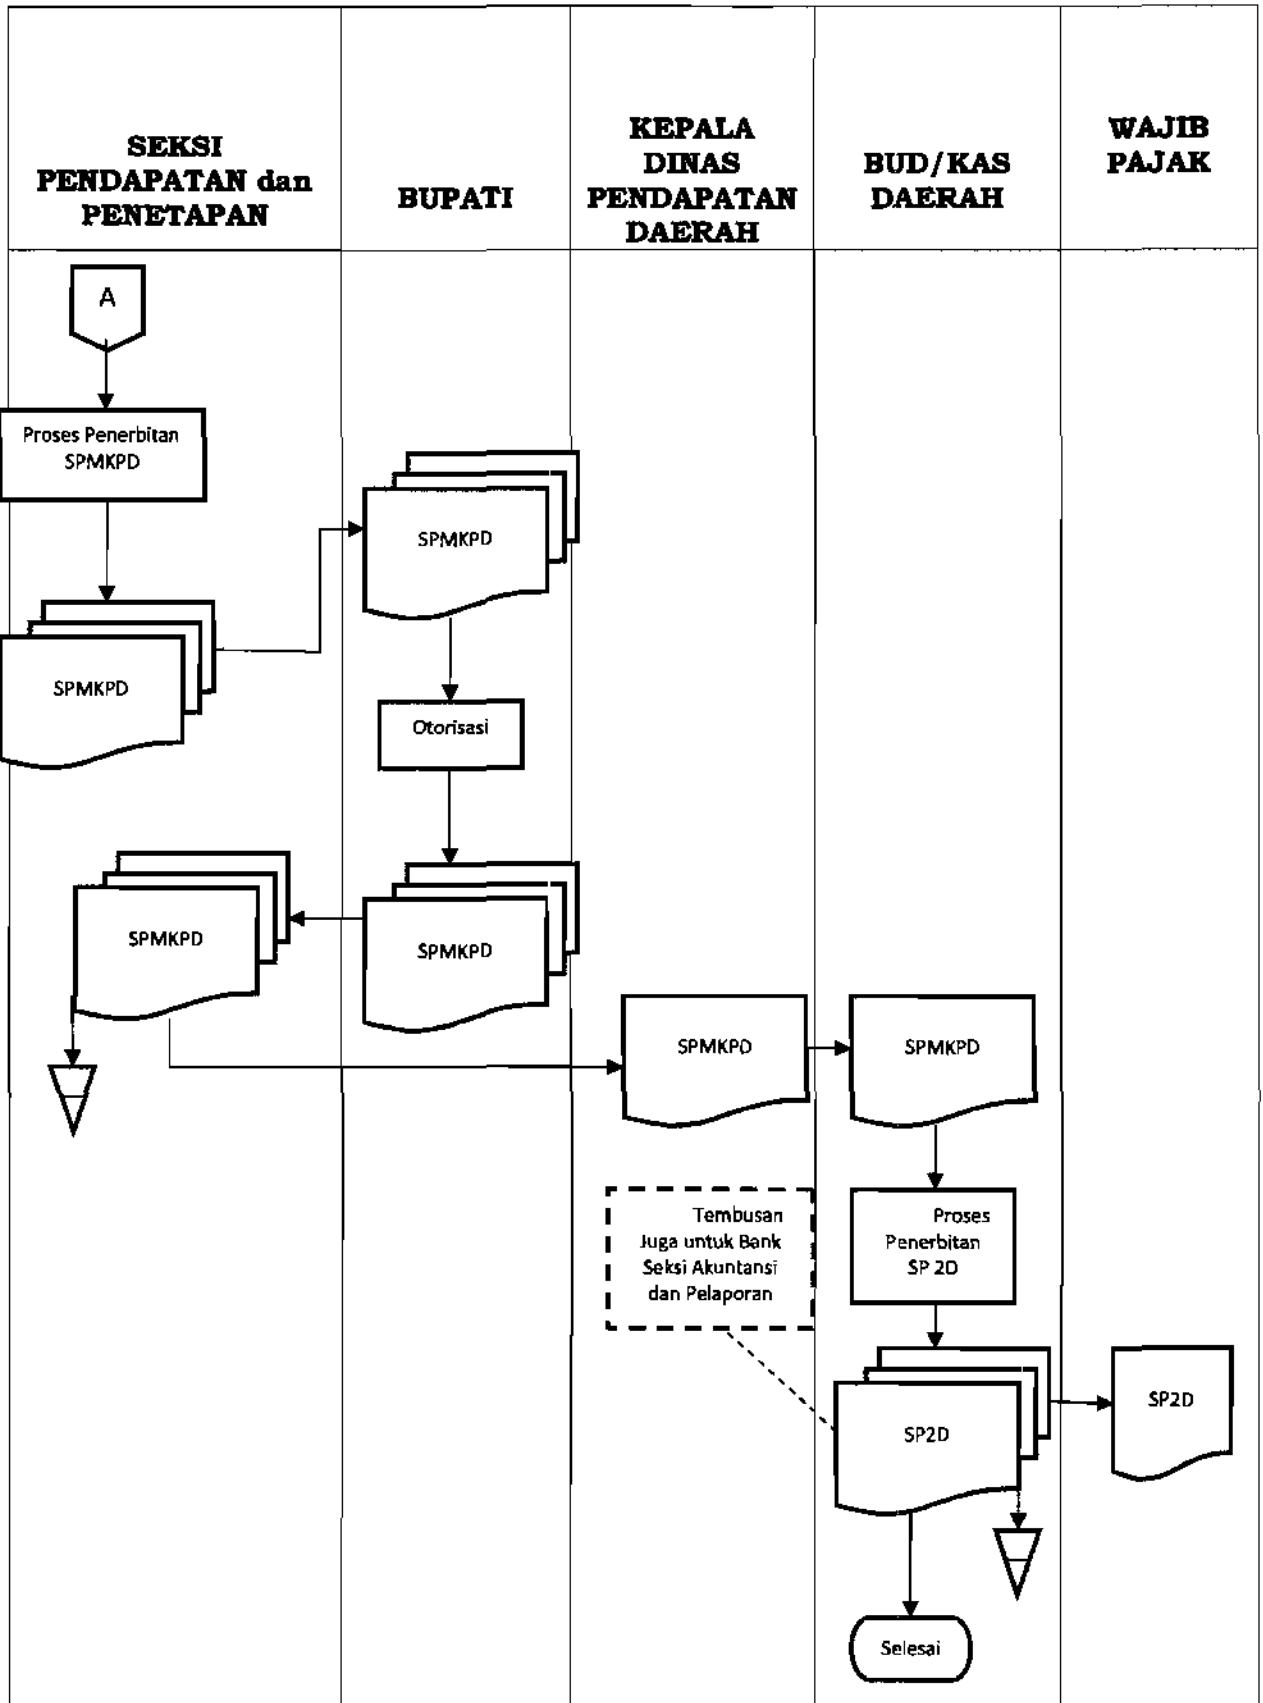 SEKSI
PENDAPATAN dan
PENETAPAN
BUPATI
KEPALA
DINAS
PENDAPATAN
DAERAH
BUD/KAS
DAERAH
WAJIB
PAJAK
A
Proses Penerbitan
SPMKPD
SPMKPD
SPMKPD
Otorisasi
SPMKPD
SPMKPD
SPMKPD
SPMKPD
Tembusan
Juga untuk Bank
Seksi Akuntansi
dan Pelaporan
Proses
Penerbitan
SP 2D
SP2D
SP2D
Selesai